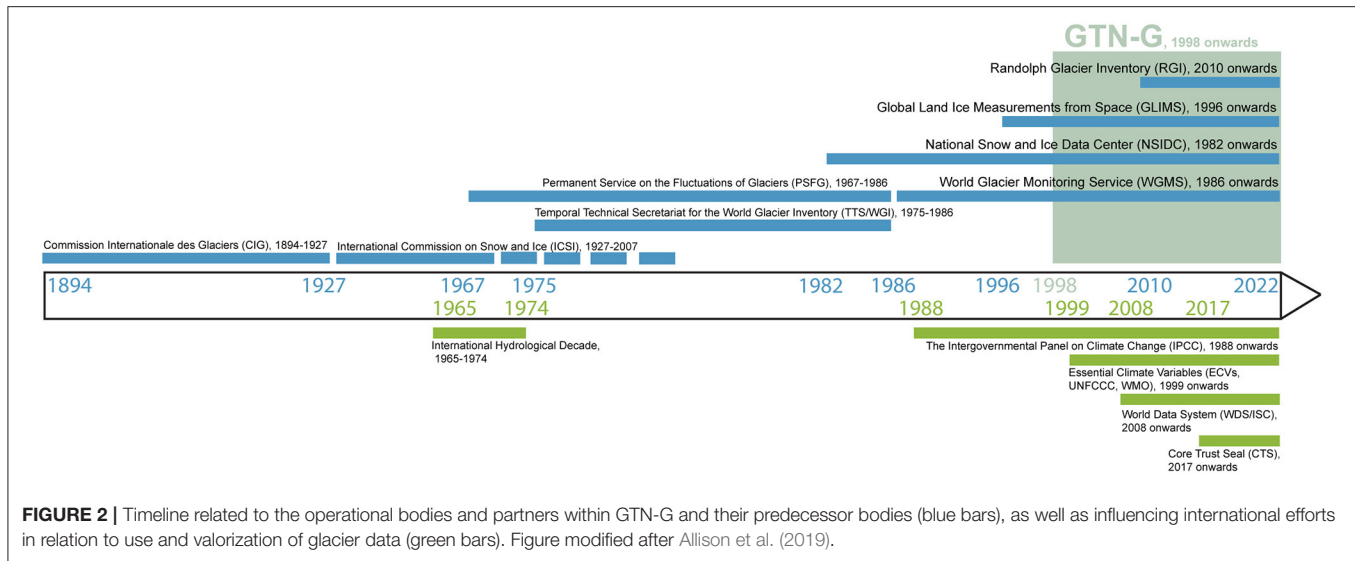 GTN-G, 1998 onwards
Randolph Glacier Inventory (RGI), 2010 onwards
Global Land Ice Measurements from Space (GLIMS), 1996 onwards
National Snow and Ice Data Center (NSIDC), 1982 onwards
Permanent Service on the Fluctuations of Glaciers (PSFG), 1967-1986
World Glacier Monitoring Service (WGMS), 1986 onwards
Temporal Technical Secretariat for the World Glacier Inventory (TTS/WGI), 1975-1986
Commission Internationale des Glaciers (CIG), 1894-1927
International Commission on Snow and Ice (ICSI), 1927-2007
1894 1927 1967 1975 1982 1986 1996 1998 2010 2022
1965 1974 1988 1999 2008 2017
International Hydrological Decade,
1965-1974
The Intergovernmental Panel on Climate Change (IPCC), 1988 onwards
Essential Climate Variables (ECVs,
UNFCCC, WMO), 1999 onwards
World Data System (WDS/ISC),
2008 onwards
Core Trust Seal (CTS),
2017 onwards
FIGURE 2 | Timeline related to the operational bodies and partners within GTN-G and their predecessor bodies (blue bars), as well as influencing international efforts
in relation to use and valorization of glacier data (green bars). Figure modified after Allison et al. (2019).